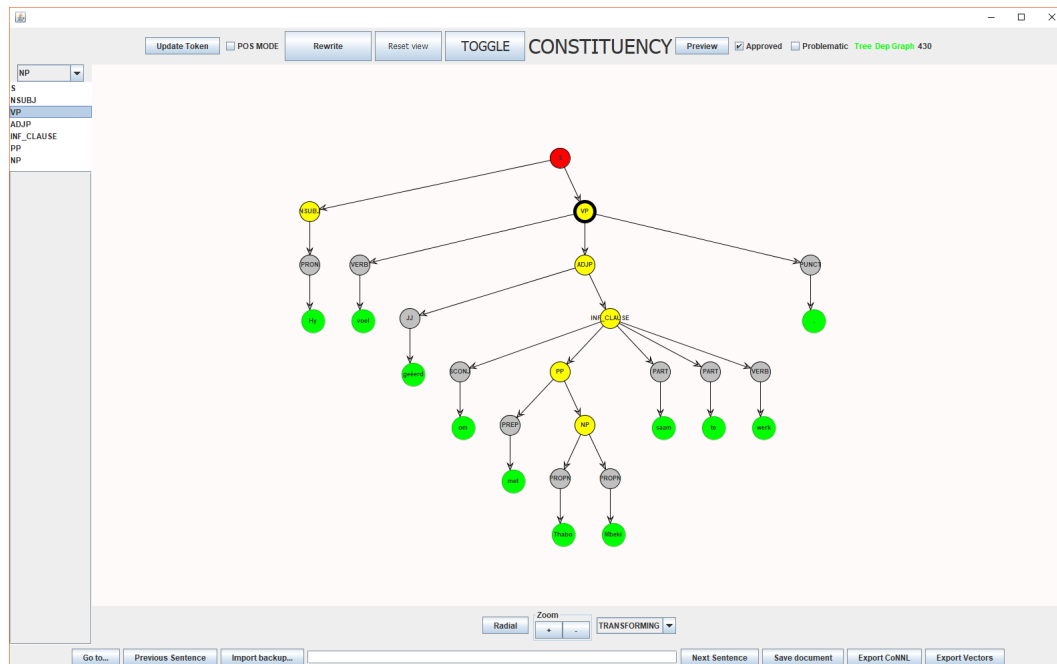 Update Token POS MODE Rewrite Reset view TOGGLE CONSTITUENCY Preview Approved Problematic Tree Dep Graph 430
NP
S
NSUBJ
VP
ADJP
INF_CLAUSE
PP
NP
NSUBJ VP
PRON VERB ADJP PUNCT
Hy voel JJ INF_CLAUSE .
geëerd SCONJ PP PART PART VERB
om PREP NP saam te werk
met PROPN PROPN
Thabo Mbeki
Radial Zoom + - TRANSFORMING
Go to... Previous Sentence Import backup... Next Sentence Save document Export CoNNL Export Vectors